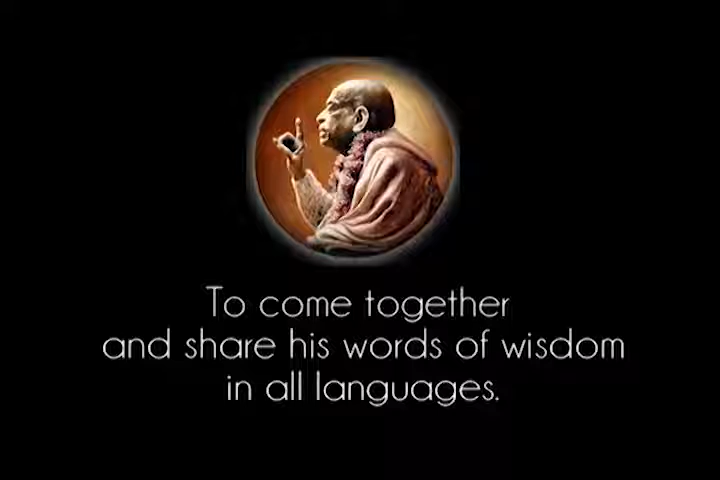 To come together
and share his words of wisdom
in all languages.